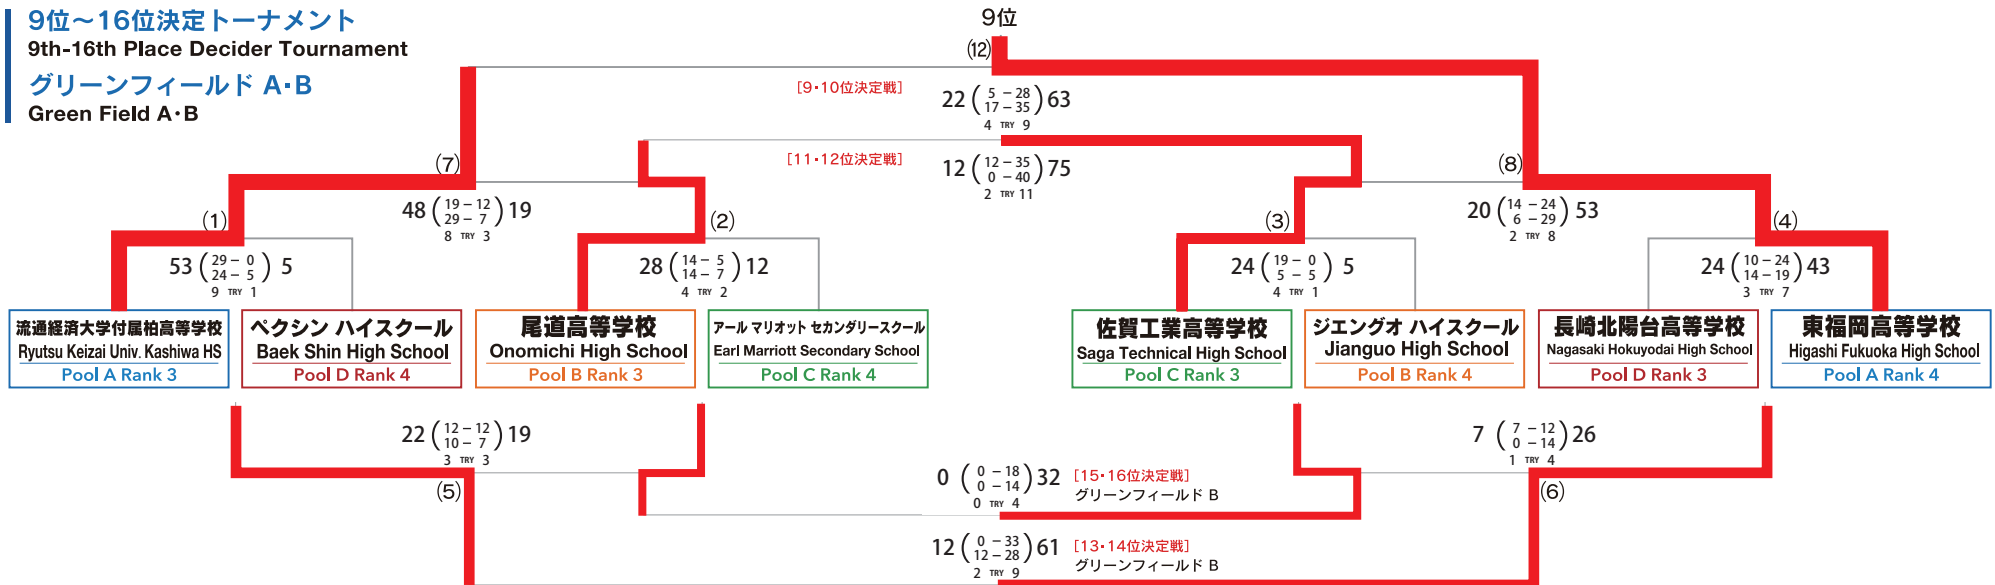 9位～16位決定トーナメント
9th-16th Place Decider Tournament
グリーンフィールド A・B
Green Field A・B
9位
(12)
[9・10位決定戦]
22 ( 5 − 28 ) 63
17 − 35
4 TRY 9
[11・12位決定戦]
12 ( 12 − 35 ) 75
0 − 40
2 TRY 11
(7)
48 ( 19 − 12 ) 19
29 − 7
8 TRY 3
(8)
20 ( 14 − 24 ) 53
6 − 29
2 TRY 8
(1)
53 ( 29 − 0 ) 5
24 − 5
9 TRY 1
(2)
28 ( 14 − 5 ) 12
14 − 7
4 TRY 2
(3)
24 ( 19 − 0 ) 5
5 − 5
4 TRY 1
(4)
24 ( 10 − 24 ) 43
14 − 19
3 TRY 7
流通経済大学付属柏高等学校
Ryutsu Keizai Univ. Kashiwa HS
Pool A Rank 3
ペクシン ハイスクール
Baek Shin High School
Pool D Rank 4
尾道高等学校
Onomichi High School
Pool B Rank 3
アール マリオット セカンダリースクール
Earl Marriott Secondary School
Pool C Rank 4
佐賀工業高等学校
Saga Technical High School
Pool C Rank 3
ジエングオ ハイスクール
Jianguo High School
Pool B Rank 4
長崎北陽台高等学校
Nagasaki Hokuyodai High School
Pool D Rank 3
東福岡高等学校
Higashi Fukuoka High School
Pool A Rank 4
22 ( 12 − 12 ) 19
10 − 7
3 TRY 3
(5)
7 ( 7 − 12 ) 26
0 − 14
1 TRY 4
(6)
0 ( 0 − 18 ) 32
0 − 14
0 TRY 4
[15・16位決定戦]
グリーンフィールド B
12 ( 0 − 33 ) 61
12 − 28
2 TRY 9
[13・14位決定戦]
グリーンフィールド B